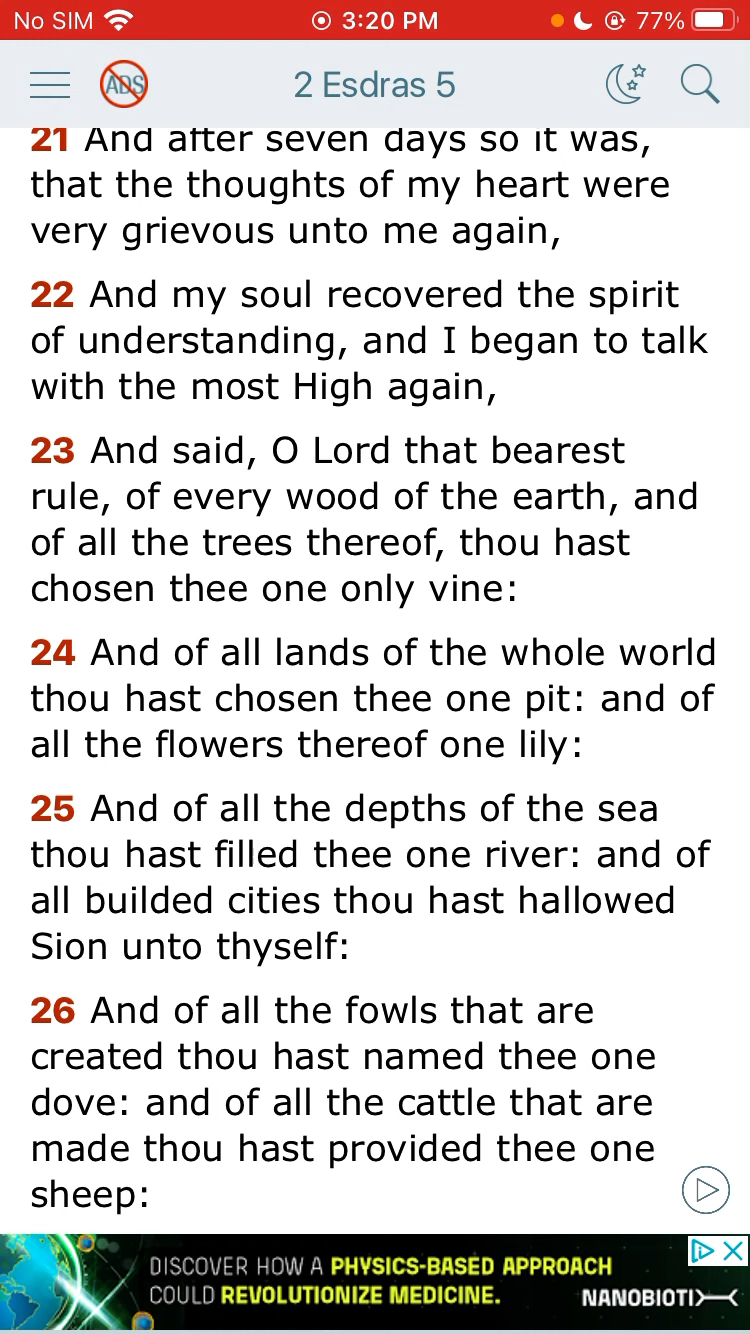 No SIM 3:20 PM 77%
ADS 2 Esdras 5
21 And after seven days so it was,
that the thoughts of my heart were
very grievous unto me again,
22 And my soul recovered the spirit
of understanding, and I began to talk
with the most High again,
23 And said, O Lord that bearest
rule, of every wood of the earth, and
of all the trees thereof, thou hast
chosen thee one only vine:
24 And of all lands of the whole world
thou hast chosen thee one pit: and of
all the flowers thereof one lily:
25 And of all the depths of the sea
thou hast filled thee one river: and of
all builded cities thou hast hallowed
Sion unto thyself:
26 And of all the fowls that are
created thou hast named thee one
dove: and of all the cattle that are
made thou hast provided thee one
sheep:
DISCOVER HOW A PHYSICS-BASED APPROACH
COULD REVOLUTIONIZE MEDICINE.
NANOBIOTIX